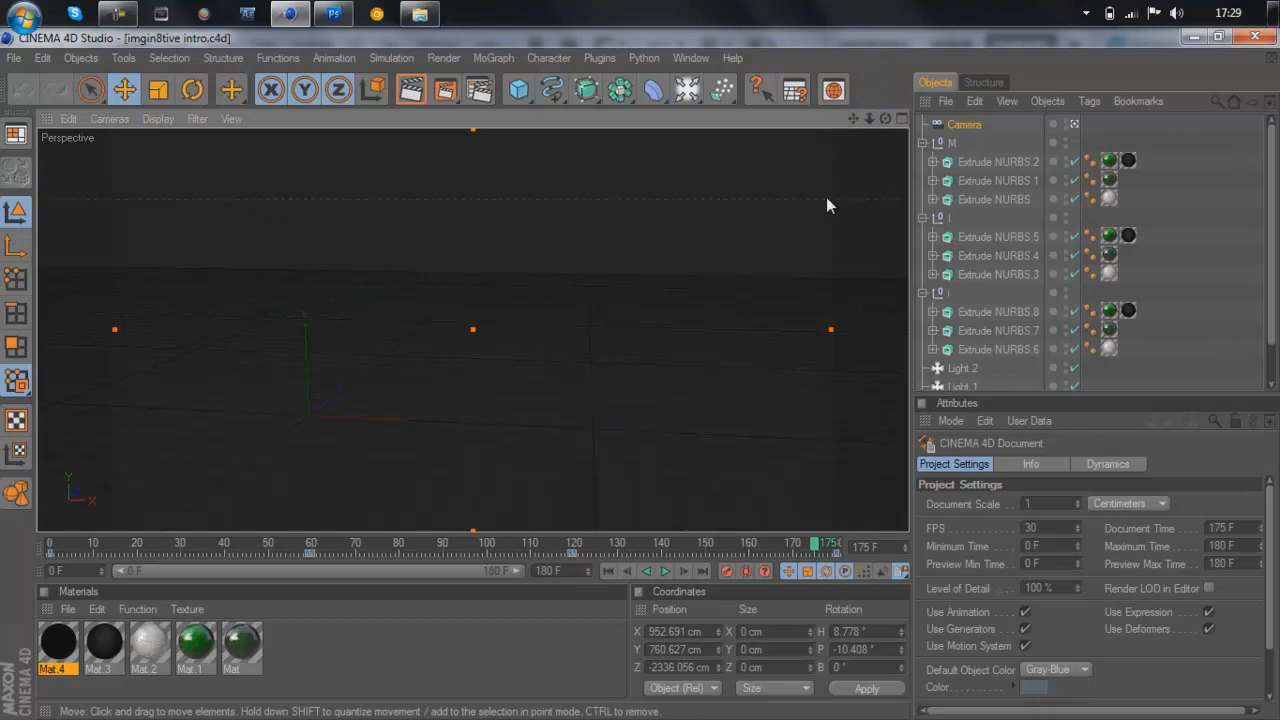 17:29
CINEMA 4D Studio - [imgin8tive intro.c4d]
File Edit Objects Tools Selection Structure Functions Animation Simulation Render MoGraph Character Plugins Python Window Help
X Y Z
Objects Structure
File Edit View Objects Tags Bookmarks
Edit Cameras Display Filter View
Perspective
Camera
M
Extrude NURBS.2
Extrude NURBS 1
Extrude NURBS
I
Extrude NURBS.5
Extrude NURBS.4
Extrude NURBS.3
Extrude NURBS.8
Extrude NURBS.7
Extrude NURBS.6
Light.2
Light.1
Attributes
Mode Edit User Data
CINEMA 4D Document
Project Settings Info Dynamics
Project Settings
Document Scale . . 1 Centimeters
FPS 30 Document Time 175 F
Minimum Time 0 F Maximum Time 180 F
Preview Min Time 0 F Preview Max Time 180 F
Level of Detail 100 % Render LOD in Editor
Use Animation Use Expression
Use Generators Use Deformers
Use Motion System
Default Object Color Gray-Blue
Color
Y
X
0 10 20 30 40 50 60 70 80 90 100 110 120 130 140 150 160 170 175 175 F
0 F 0 F 180 F 180 F
Materials
File Edit Function Texture
Mat.4 Mat.3 Mat.2 Mat.1 Mat
Coordinates
Position Size Rotation
X 952.691 cm X 0 cm H 8.778 °
Y 760.627 cm Y 0 cm P -10.408 °
Z -2336.056 cm Z 0 cm B 0 °
Object (Rel) Size Apply
MAXON
CINEMA 4D
Move: Click and drag to move elements. Hold down SHIFT to quantize movement / add to the selection in point mode, CTRL to remove.